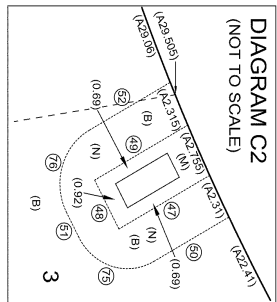 DIAGRAM C2
(NOT TO SCALE)
(A29.505)
(A29.06)
(A2.315)
(A2.755)
(A2.31)
(A22.41)
(0.69)
52
(B)
49
(M)
(N)
47
(N)
50
76
(0.92)
48
(B)
(0.69)
(B)
51
75
3